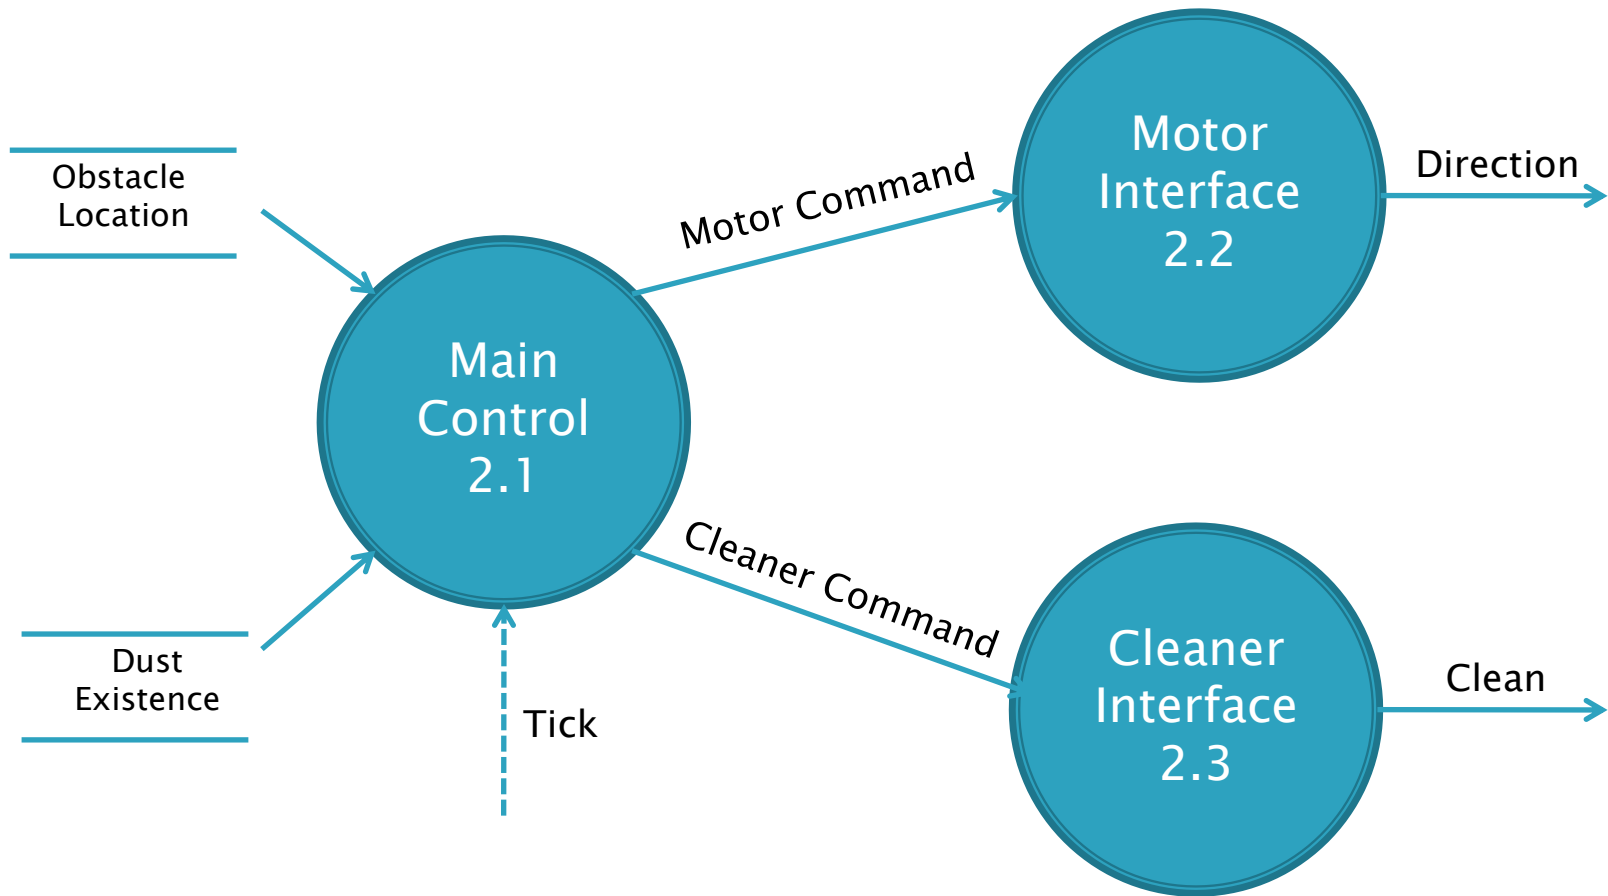 Obstacle
Location
Motor Command
Motor
Interface
2.2
Direction
Main
Control
2.1
Cleaner Command
Dust
Existence
Tick
Cleaner
Interface
2.3
Clean